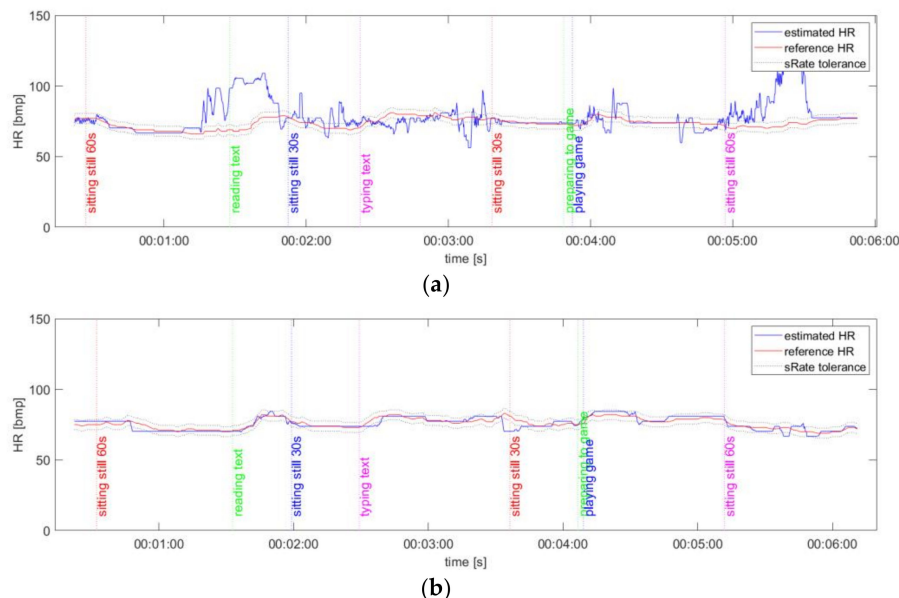 150
100
50
0
HR [bmp]
estimated HR
reference HR
sRate tolerance
sitting still 60s
reading text
sitting still 30s
typing text
sitting still 30s
preparing to game
playing game
sitting still 60s
00:01:00 00:02:00 00:03:00 00:04:00 00:05:00 00:06:00
time [s]
(a)
150
100
50
0
HR [bmp]
estimated HR
reference HR
sRate tolerance
sitting still 60s
reading text
sitting still 30s
typing text
sitting still 30s
preparing to game
playing game
sitting still 60s
00:01:00 00:02:00 00:03:00 00:04:00 00:05:00 00:06:00
time [s]
(b)